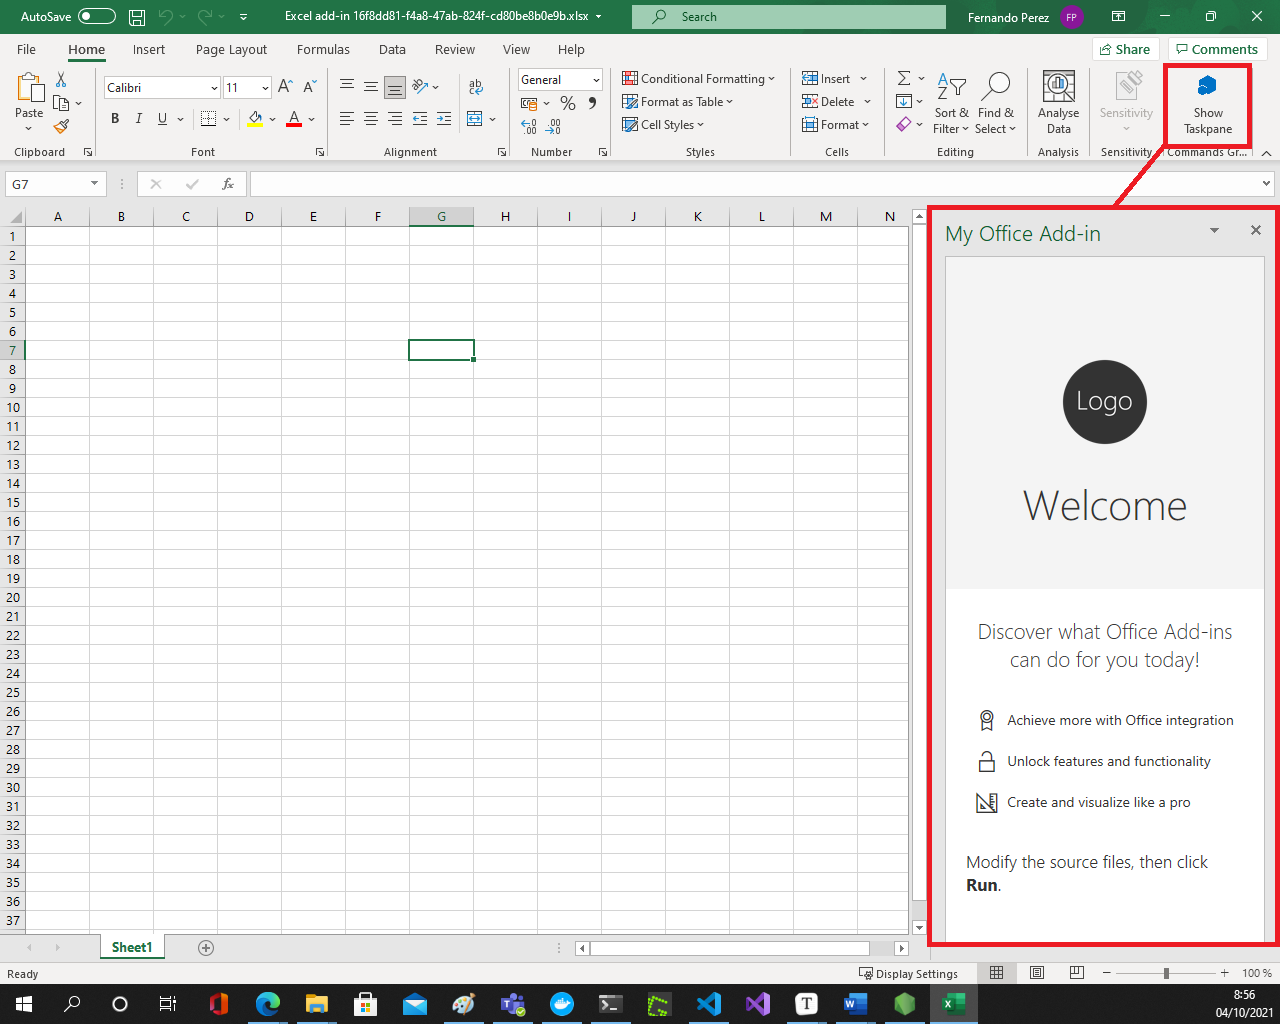 AutoSave
Excel add-in 16f8dd81-f4a8-47ab-824f-cd80be8b0e9b.xlsx
Search
Fernando Perez FP
File Home Insert Page Layout Formulas Data Review View Help Share Comments
Paste
Clipboard
Calibri 11
B I U A
Font
ab
Alignment
General
% 9
Number
Conditional Formatting
Format as Table
Cell Styles
Styles
Insert
Delete
Format
Cells
Sort & Filter
Find & Select
Editing
Analyse Data
Analysis
Sensitivity
Sensitivity
Show Taskpane
Commands Gr...
G7 fx
A B C D E F G H I J K L M N
1
2
3
4
5
6
7
8
9
10
11
12
13
14
15
16
17
18
19
20
21
22
23
24
25
26
27
28
29
30
31
32
33
34
35
36
37
My Office Add-in
Logo
Welcome
Discover what Office Add-ins
can do for you today!
Achieve more with Office integration
Unlock features and functionality
Create and visualize like a pro
Modify the source files, then click
Run.
Sheet1
Ready Display Settings 100 %
8:56
04/10/2021